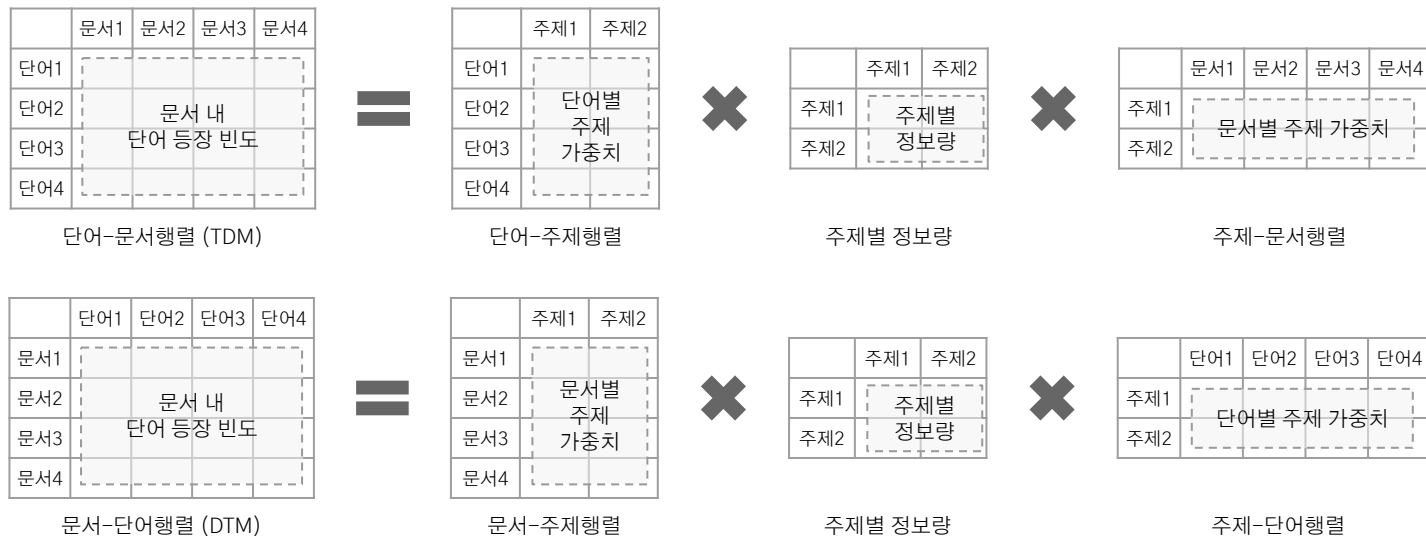 문서1 문서2 문서3 문서4
단어1
단어2
단어3
단어4
문서 내
단어 등장 빈도
단어-문서행렬 (TDM)
주제1 주제2
단어1
단어2
단어3
단어4
단어별
주제
가중치
단어-주제행렬
주제1 주제2
주제1
주제2
주제별
정보량
주제별 정보량
문서1 문서2 문서3 문서4
주제1
주제2
문서별 주제 가중치
주제-문서행렬
단어1 단어2 단어3 단어4
문서1
문서2
문서3
문서4
문서 내
단어 등장 빈도
문서-단어행렬 (DTM)
주제1 주제2
문서1
문서2
문서3
문서4
문서별
주제
가중치
문서-주제행렬
주제1 주제2
주제1
주제2
주제별
정보량
주제별 정보량
단어1 단어2 단어3 단어4
주제1
주제2
단어별 주제 가중치
주제-단어행렬